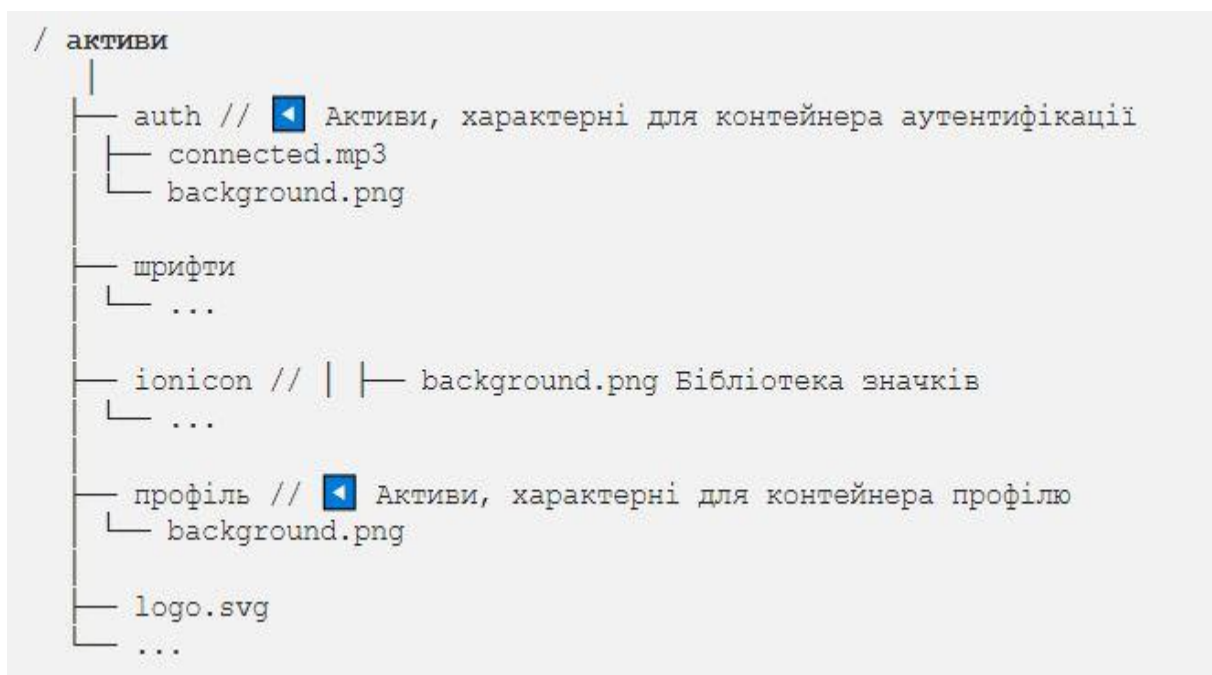 / активи
│
├── auth // ◀ Активи, характерні для контейнера аутентифікації
│ ├── connected.mp3
│ └── background.png
│
├── шрифти
│ └── ...
│
├── ionicon // │ ├── background.png Бібліотека значків
│ └── ...
│
├── профіль // ◀ Активи, характерні для контейнера профілю
│ └── background.png
│
├── logo.svg
└── ...